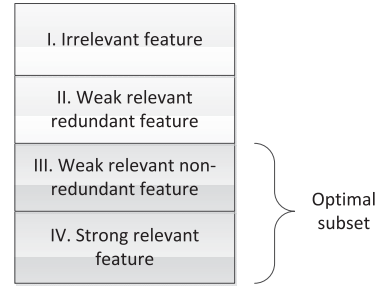 I. Irrelevant feature
II. Weak relevant
redundant feature
III. Weak relevant non-
redundant feature
IV. Strong relevant
feature
Optimal
subset